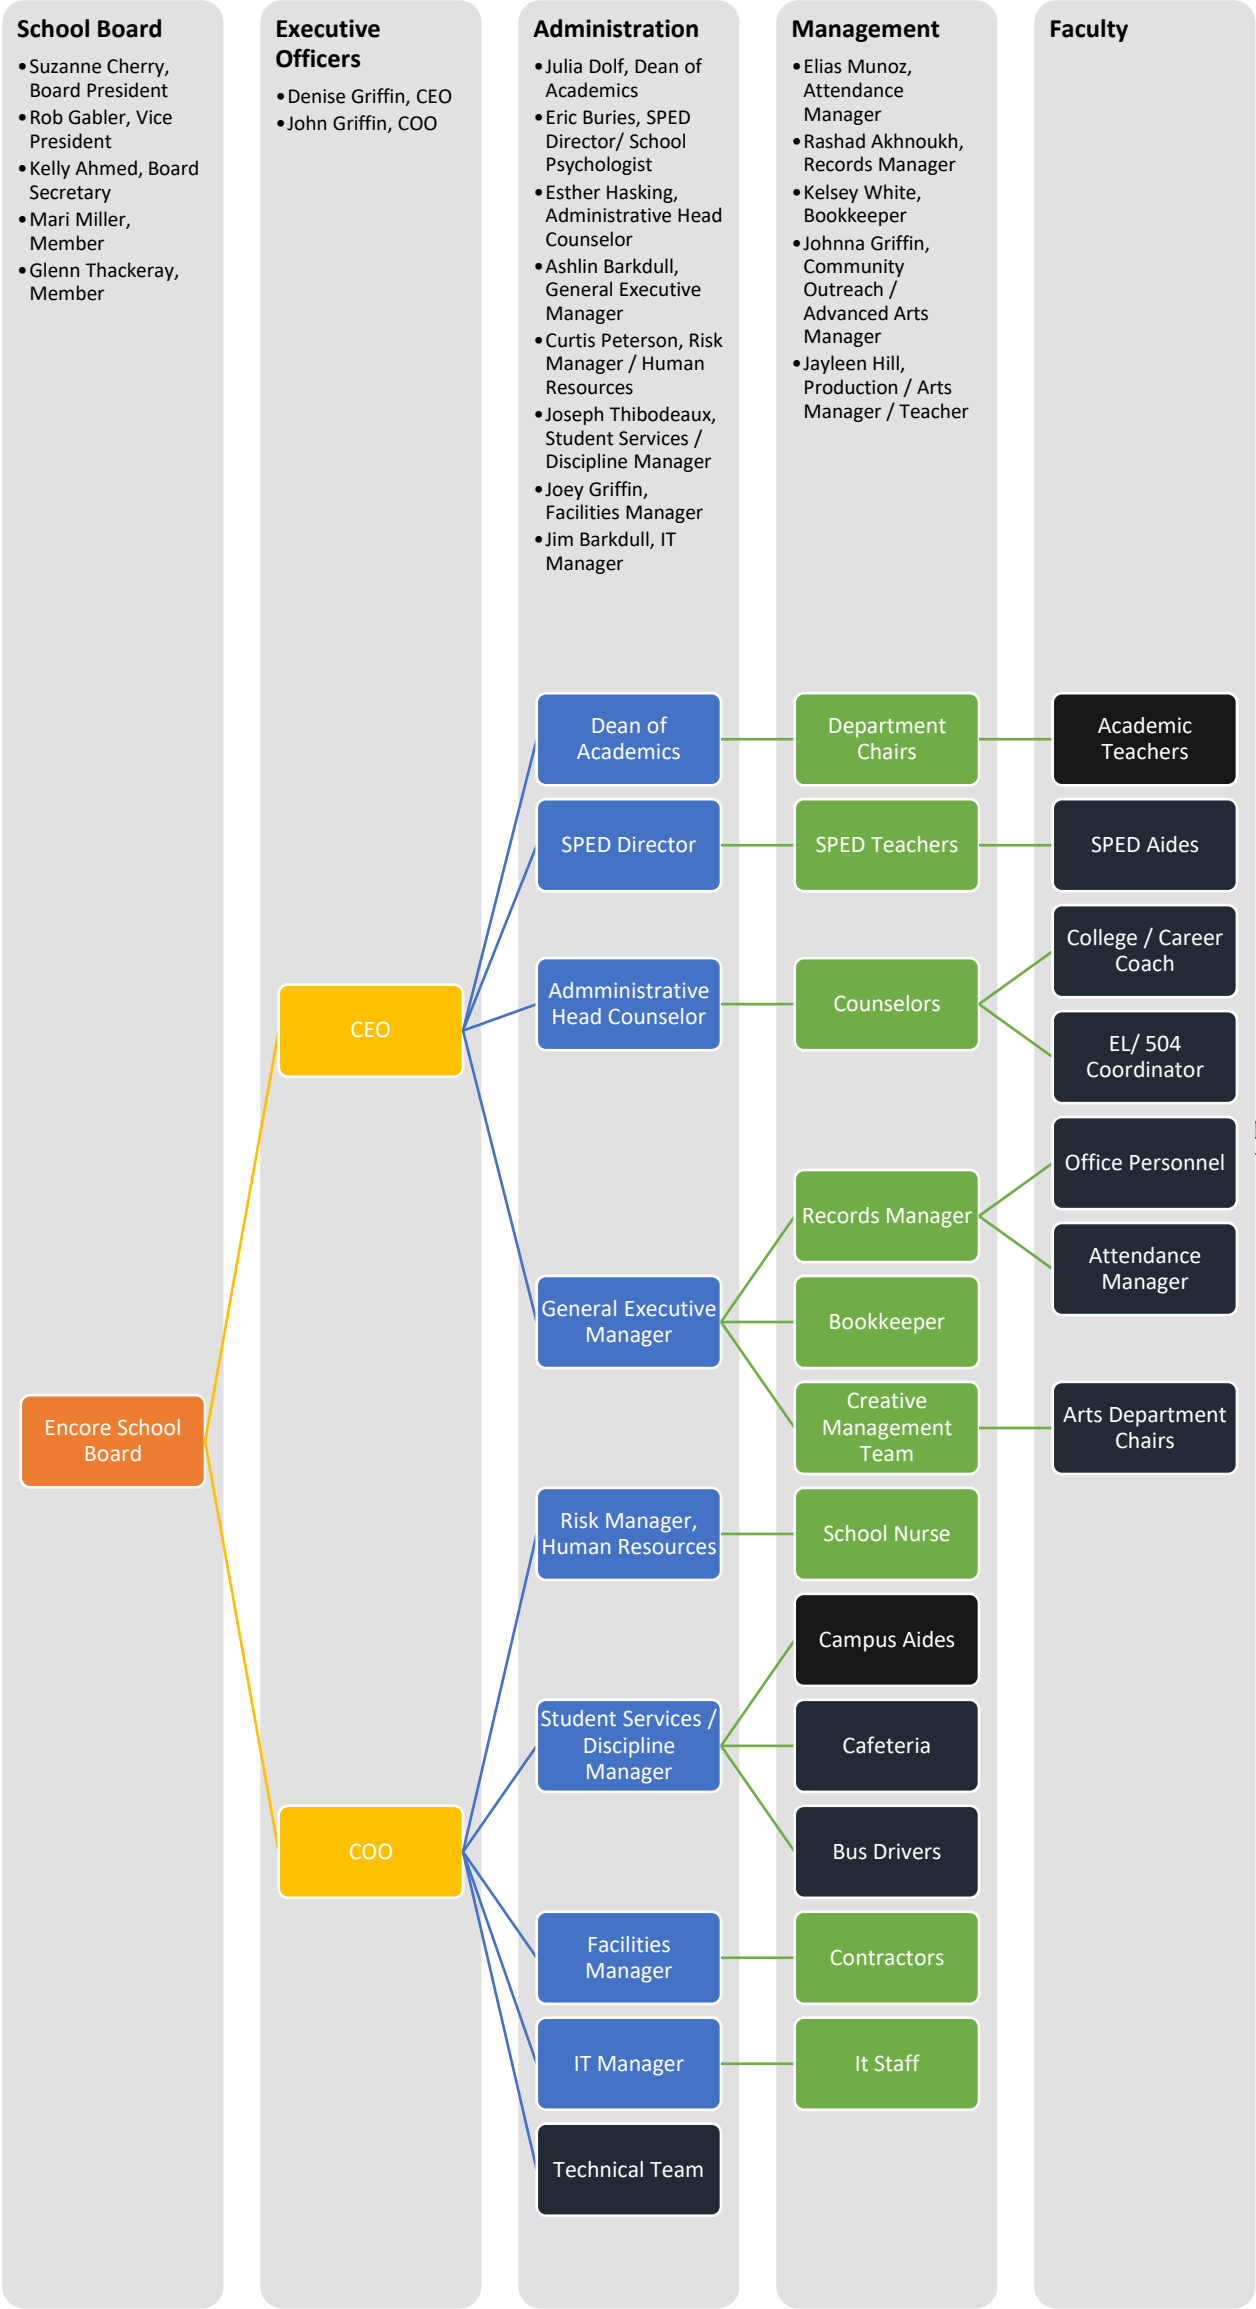 School Board
• Suzanne Cherry,
Board President
• Rob Gabler, Vice
President
• Kelly Ahmed, Board
Secretary
• Mari Miller,
Member
• Glenn Thackeray,
Member
Executive
Officers
• Denise Griffin, CEO
• John Griffin, COO
Administration
• Julia Dolf, Dean of
Academics
• Eric Buries, SPED
Director/ School
Psychologist
• Esther Hasking,
Administrative Head
Counselor
• Ashlin Barkdull,
General Executive
Manager
• Curtis Peterson, Risk
Manager / Human
Resources
• Joseph Thibodeaux,
Student Services /
Discipline Manager
• Joey Griffin,
Facilities Manager
• Jim Barkdull, IT
Manager
Management
• Elias Munoz,
Attendance
Manager
• Rashad Akhnoukh,
Records Manager
• Kelsey White,
Bookkeeper
• Johnna Griffin,
Community
Outreach /
Advanced Arts
Manager
• Jayleen Hill,
Production / Arts
Manager / Teacher
Faculty
Encore School
Board
CEO
COO
Dean of
Academics
SPED Director
Admministrative
Head Counselor
General Executive
Manager
Risk Manager,
Human Resources
Student Services /
Discipline
Manager
Facilities
Manager
IT Manager
Technical Team
Department
Chairs
SPED Teachers
Counselors
Records Manager
Bookkeeper
Creative
Management
Team
School Nurse
Campus Aides
Cafeteria
Bus Drivers
Contractors
It Staff
Academic
Teachers
SPED Aides
College / Career
Coach
EL/ 504
Coordinator
Office Personnel
Attendance
Manager
Arts Department
Chairs